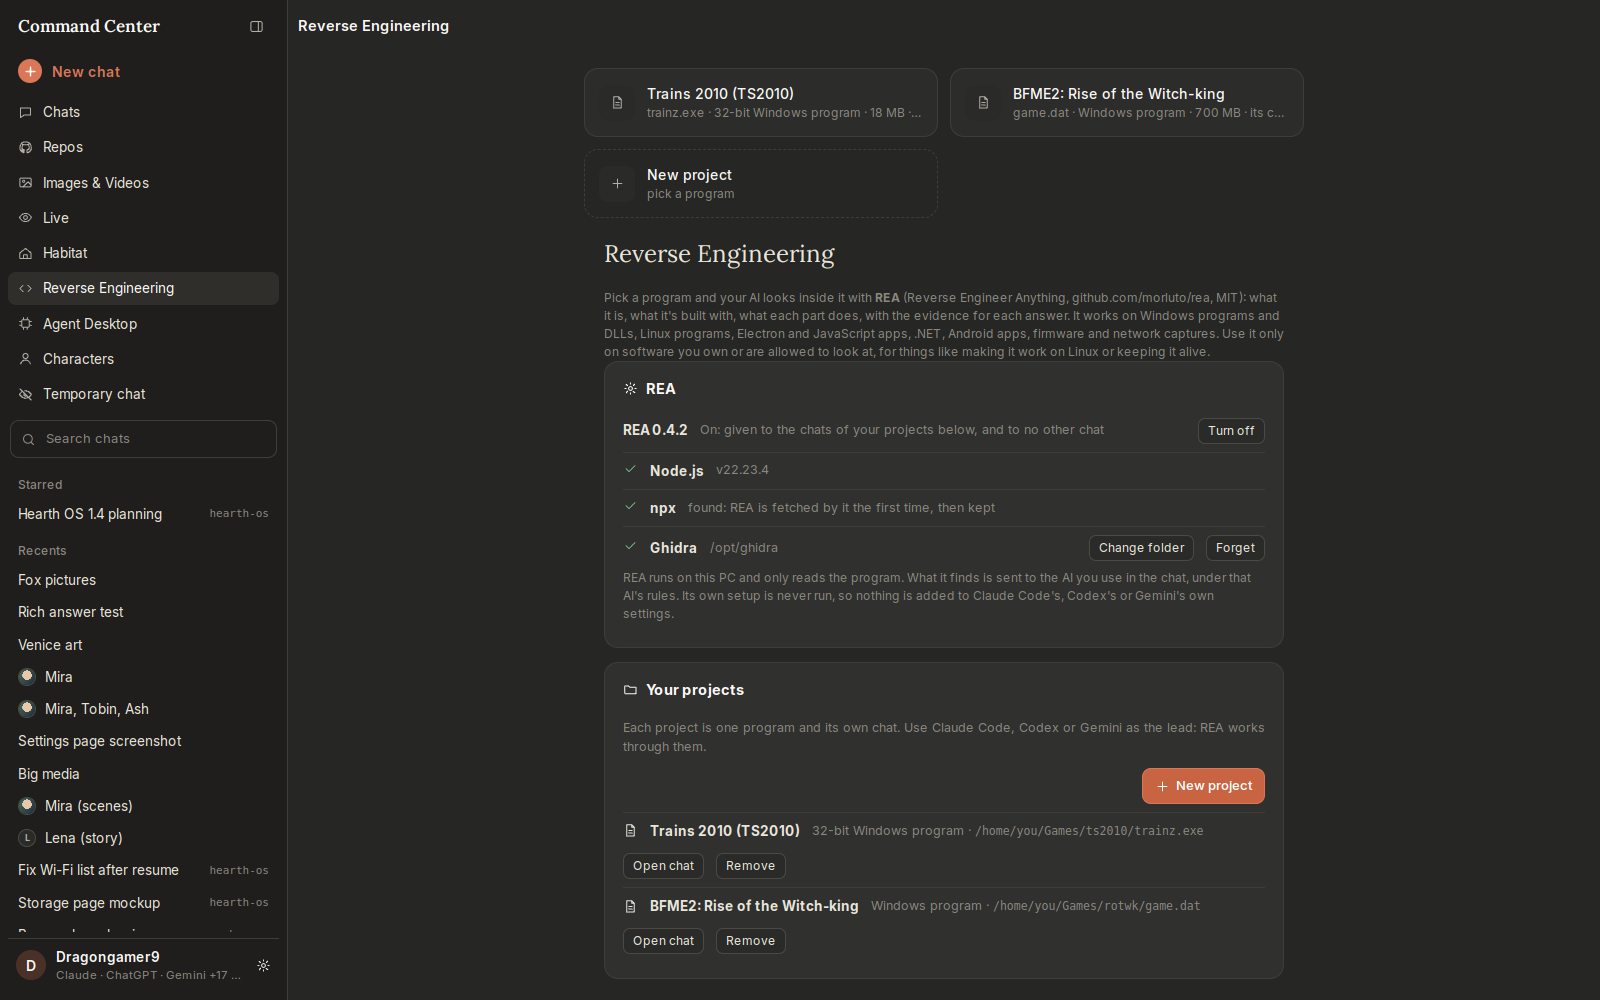 Command Center
New chat
Chats
Repos
Images & Videos
Live
Habitat
Reverse Engineering
Agent Desktop
Characters
Temporary chat
Search chats
Starred
Hearth OS 1.4 planning hearth-os
Recents
Fox pictures
Rich answer test
Venice art
Mira
Mira, Tobin, Ash
Settings page screenshot
Big media
Mira (scenes)
L Lena (story)
Fix Wi-Fi list after resume hearth-os
Storage page mockup hearth-os
D Dragongamer9
Claude · ChatGPT · Gemini +17 ...
Reverse Engineering
Trains 2010 (TS2010)
trainz.exe · 32-bit Windows program · 18 MB ·...
BFME2: Rise of the Witch-king
game.dat · Windows program · 700 MB · its c...
New project
pick a program
Reverse Engineering
Pick a program and your AI looks inside it with REA (Reverse Engineer Anything, github.com/morluto/rea, MIT): what
it is, what it's built with, what each part does, with the evidence for each answer. It works on Windows programs and
DLLs, Linux programs, Electron and JavaScript apps, .NET, Android apps, firmware and network captures. Use it only
on software you own or are allowed to look at, for things like making it work on Linux or keeping it alive.
REA
REA 0.4.2 On: given to the chats of your projects below, and to no other chat Turn off
Node.js v22.23.4
npx found: REA is fetched by it the first time, then kept
Ghidra /opt/ghidra Change folder Forget
REA runs on this PC and only reads the program. What it finds is sent to the AI you use in the chat, under that
AI's rules. Its own setup is never run, so nothing is added to Claude Code's, Codex's or Gemini's own
settings.
Your projects
Each project is one program and its own chat. Use Claude Code, Codex or Gemini as the lead: REA works
through them.
New project
Trains 2010 (TS2010) 32-bit Windows program · /home/you/Games/ts2010/trainz.exe
Open chat Remove
BFME2: Rise of the Witch-king Windows program · /home/you/Games/rotwk/game.dat
Open chat Remove